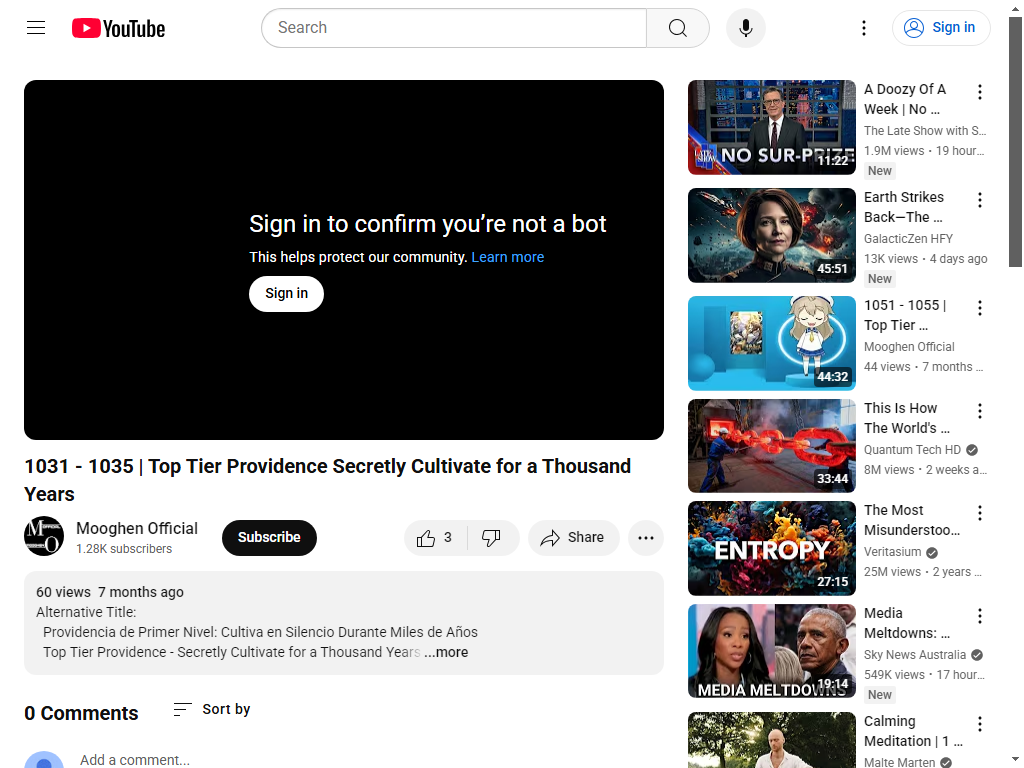 YouTube
Search
Sign in
Sign in to confirm you’re not a bot
This helps protect our community. Learn more
Sign in
1031 - 1035 | Top Tier Providence Secretly Cultivate for a Thousand
Years
Mooghen Official
1.28K subscribers
Subscribe
3
Share
60 views 7 months ago
Alternative Title:
Providencia de Primer Nivel: Cultiva en Silencio Durante Miles de Años
Top Tier Providence - Secretly Cultivate for a Thousand Years ...more
0 Comments
Sort by
Add a comment...
LATE SHOW
NO SUR-PRIZE
11:22
A Doozy Of A
Week | No ...
The Late Show with S...
1.9M views • 19 hour...
New
45:51
Earth Strikes
Back—The ...
GalacticZen HFY
13K views • 4 days ago
New
44:32
1051 - 1055 |
Top Tier ...
Mooghen Official
44 views • 7 months ...
33:44
This Is How
The World's ...
Quantum Tech HD
8M views • 2 weeks a...
ENTROPY
27:15
The Most
Misunderstoo...
Veritasium
25M views • 2 years ...
MEDIA MELTDOWNS
19:14
Media
Meltdowns: ...
Sky News Australia
549K views • 17 hour...
New
Calming
Meditation | 1 ...
Malte Marten